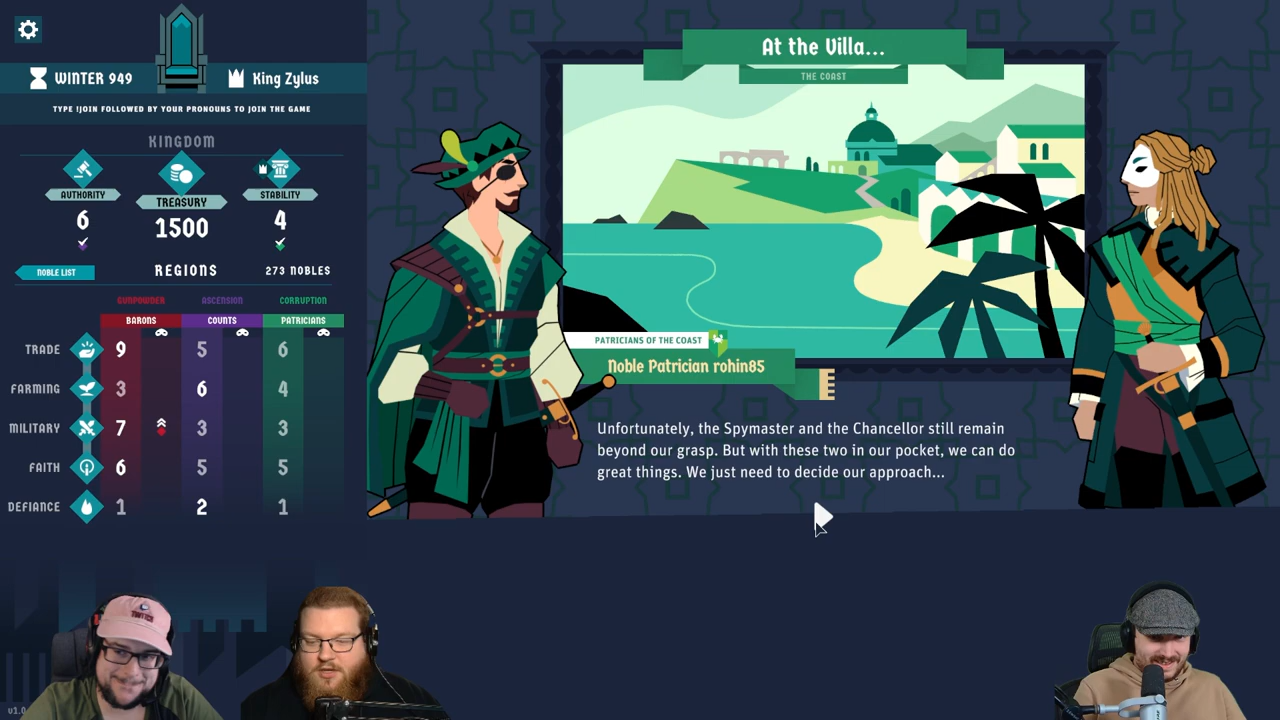 WINTER 949
King Zylus
TYPE !JOIN FOLLOWED BY YOUR PRONOUNS TO JOIN THE GAME
KINGDOM
AUTHORITY
TREASURY
STABILITY
6
1500
4
NOBLE LIST
REGIONS
273 NOBLES
GUNPOWDER
ASCENSION
CORRUPTION
BARONS
COUNTS
PATRICIANS
TRADE 9 5 6
FARMING 3 6 4
MILITARY 7 3 3
FAITH 6 5 5
DEFIANCE 1 2 1
At the Villa...
THE COAST
PATRICIANS OF THE COAST
Noble Patrician rohin85
Unfortunately, the Spymaster and the Chancellor still remain
beyond our grasp. But with these two in our pocket, we can do
great things. We just need to decide our approach...
v1.0